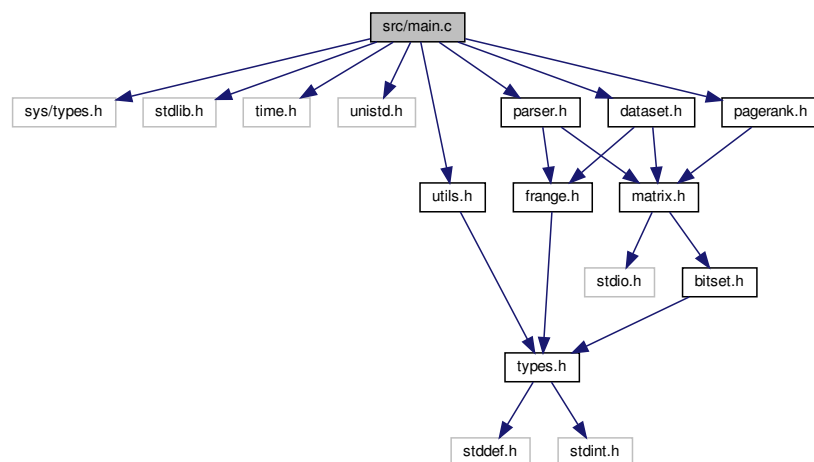 src/main.c
sys/types.h
stdlib.h
time.h
unistd.h
parser.h
dataset.h
pagerank.h
utils.h
frange.h
matrix.h
stdio.h
bitset.h
types.h
stddef.h
stdint.h